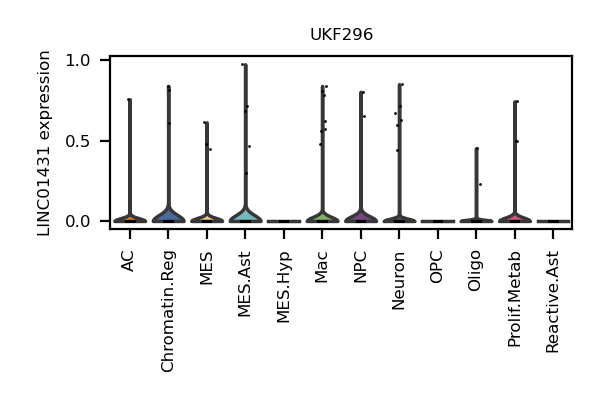 UKF296
LINC01431 expression
1.0
0.5
0.0
AC
Chromatin.Reg
MES
MES.Ast
MES.Hyp
Mac
NPC
Neuron
OPC
Oligo
Prolif.Metab
Reactive.Ast